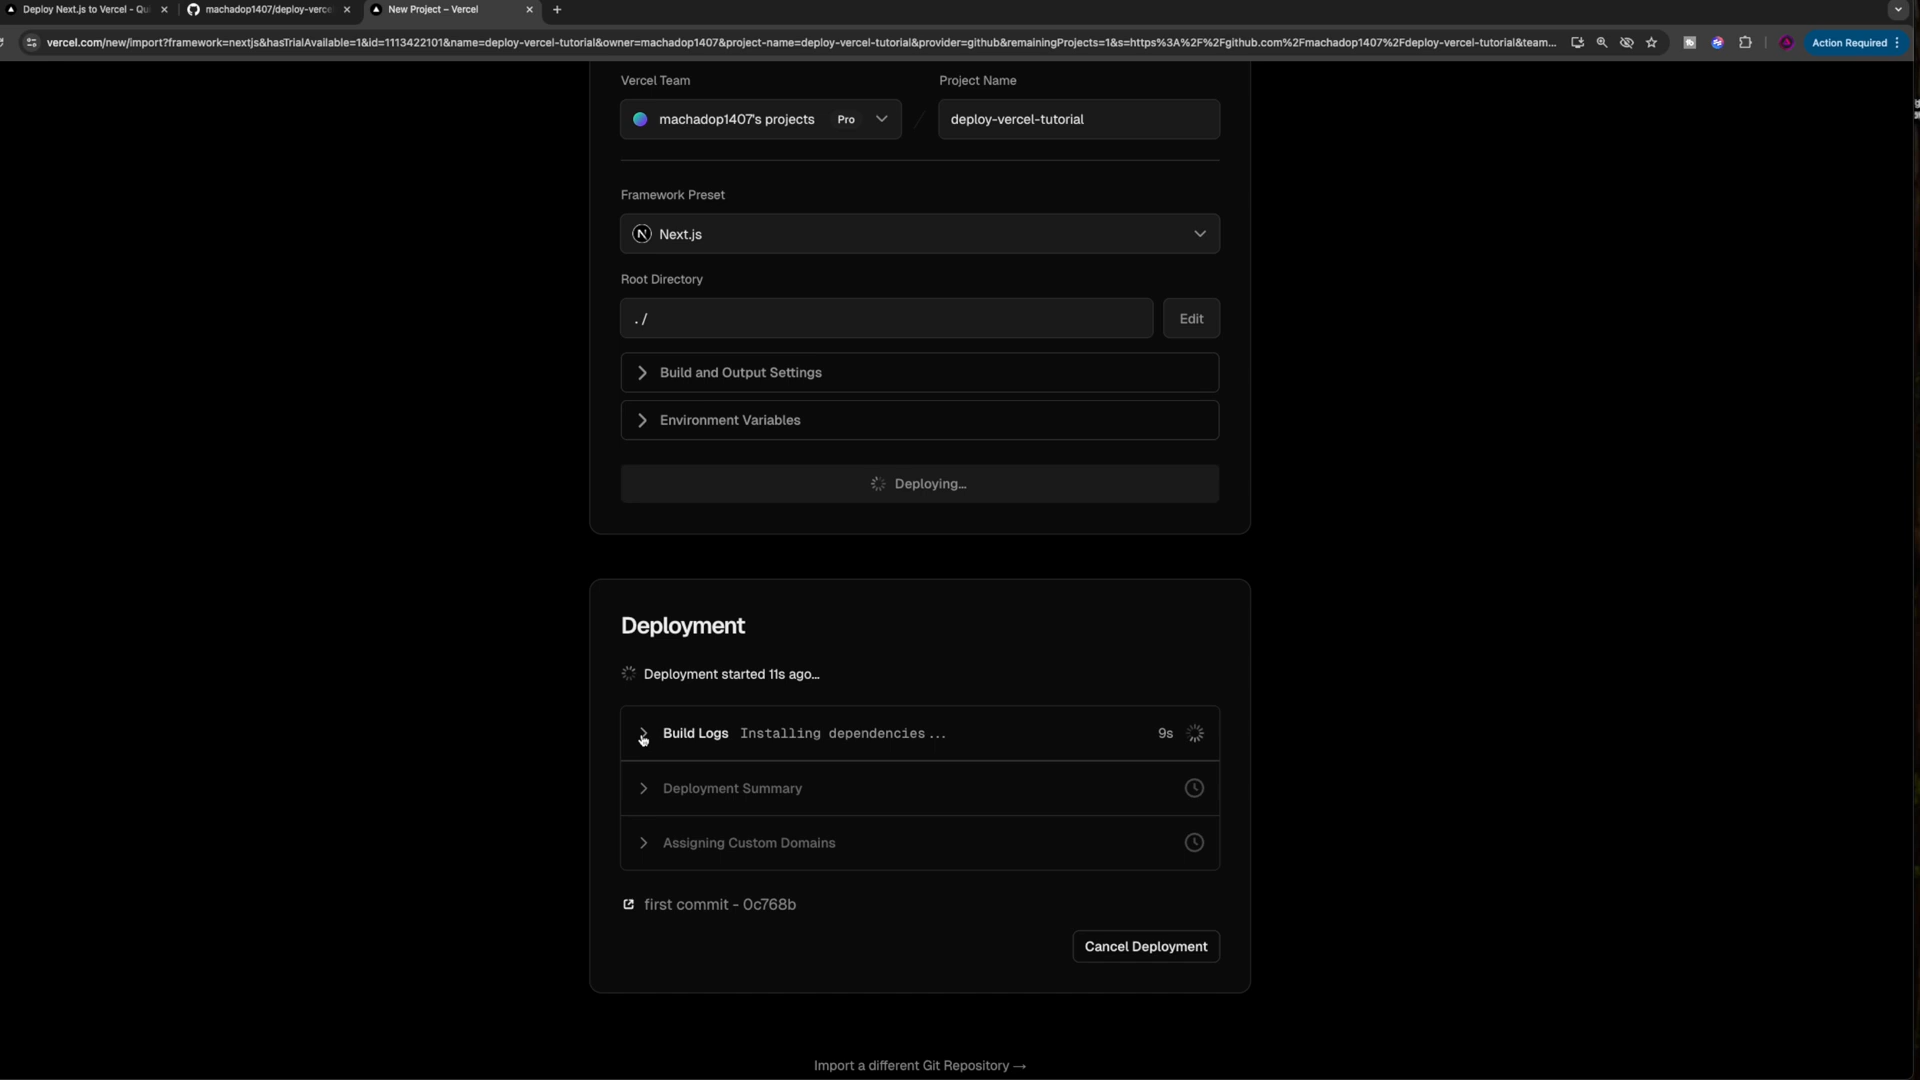 Deploy Next.js to Vercel - Qu
machadop1407/deploy-verce
New Project – Vercel
vercel.com/new/import?framework=nextjs&hasTrialAvailable=1&id=1113422101&name=deploy-vercel-tutorial&owner=machadop1407&project-name=deploy-vercel-tutorial&provider=github&remainingProjects=1&s=https%3A%2F%2Fgithub.com%2Fmachadop1407%2Fdeploy-vercel-tutorial&team...
Action Required
Vercel Team
Project Name
machadop1407's projects Pro
/
deploy-vercel-tutorial
Framework Preset
Next.js
Root Directory
./
Edit
Build and Output Settings
Environment Variables
Deploying...
Deployment
Deployment started 11s ago...
Build Logs Installing dependencies... 9s
Deployment Summary
Assigning Custom Domains
first commit - 0c768b
Cancel Deployment
Import a different Git Repository →